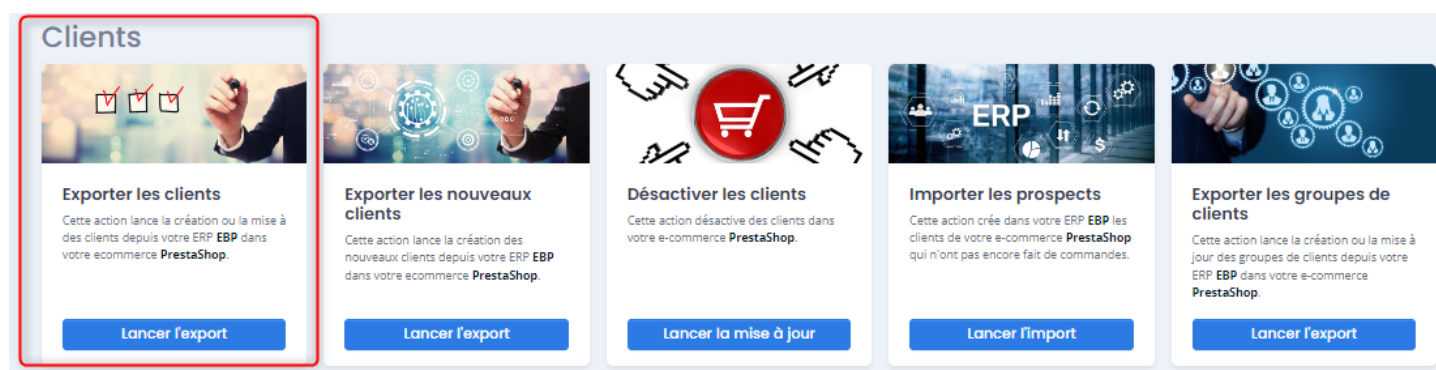 Clients
Exporter les clients
Cette action lance la création ou la mise à
des clients depuis votre ERP EBP dans
votre ecommerce PrestaShop.
Lancer l'export
Exporter les nouveaux
clients
Cette action lance la création des
nouveaux clients depuis votre ERP EBP
dans votre ecommerce PrestaShop.
Lancer l'export
Désactiver les clients
Cette action désactive des clients dans
votre e-commerce PrestaShop.
Lancer la mise à jour
ERP
Importer les prospects
Cette action crée dans votre ERP EBP les
clients de votre e-commerce PrestaShop
qui n'ont pas encore fait de commandes.
Lancer l'import
Exporter les groupes de
clients
Cette action lance la création ou la mise à
jour des groupes de clients depuis votre
ERP EBP dans votre e-commerce
PrestaShop.
Lancer l'export